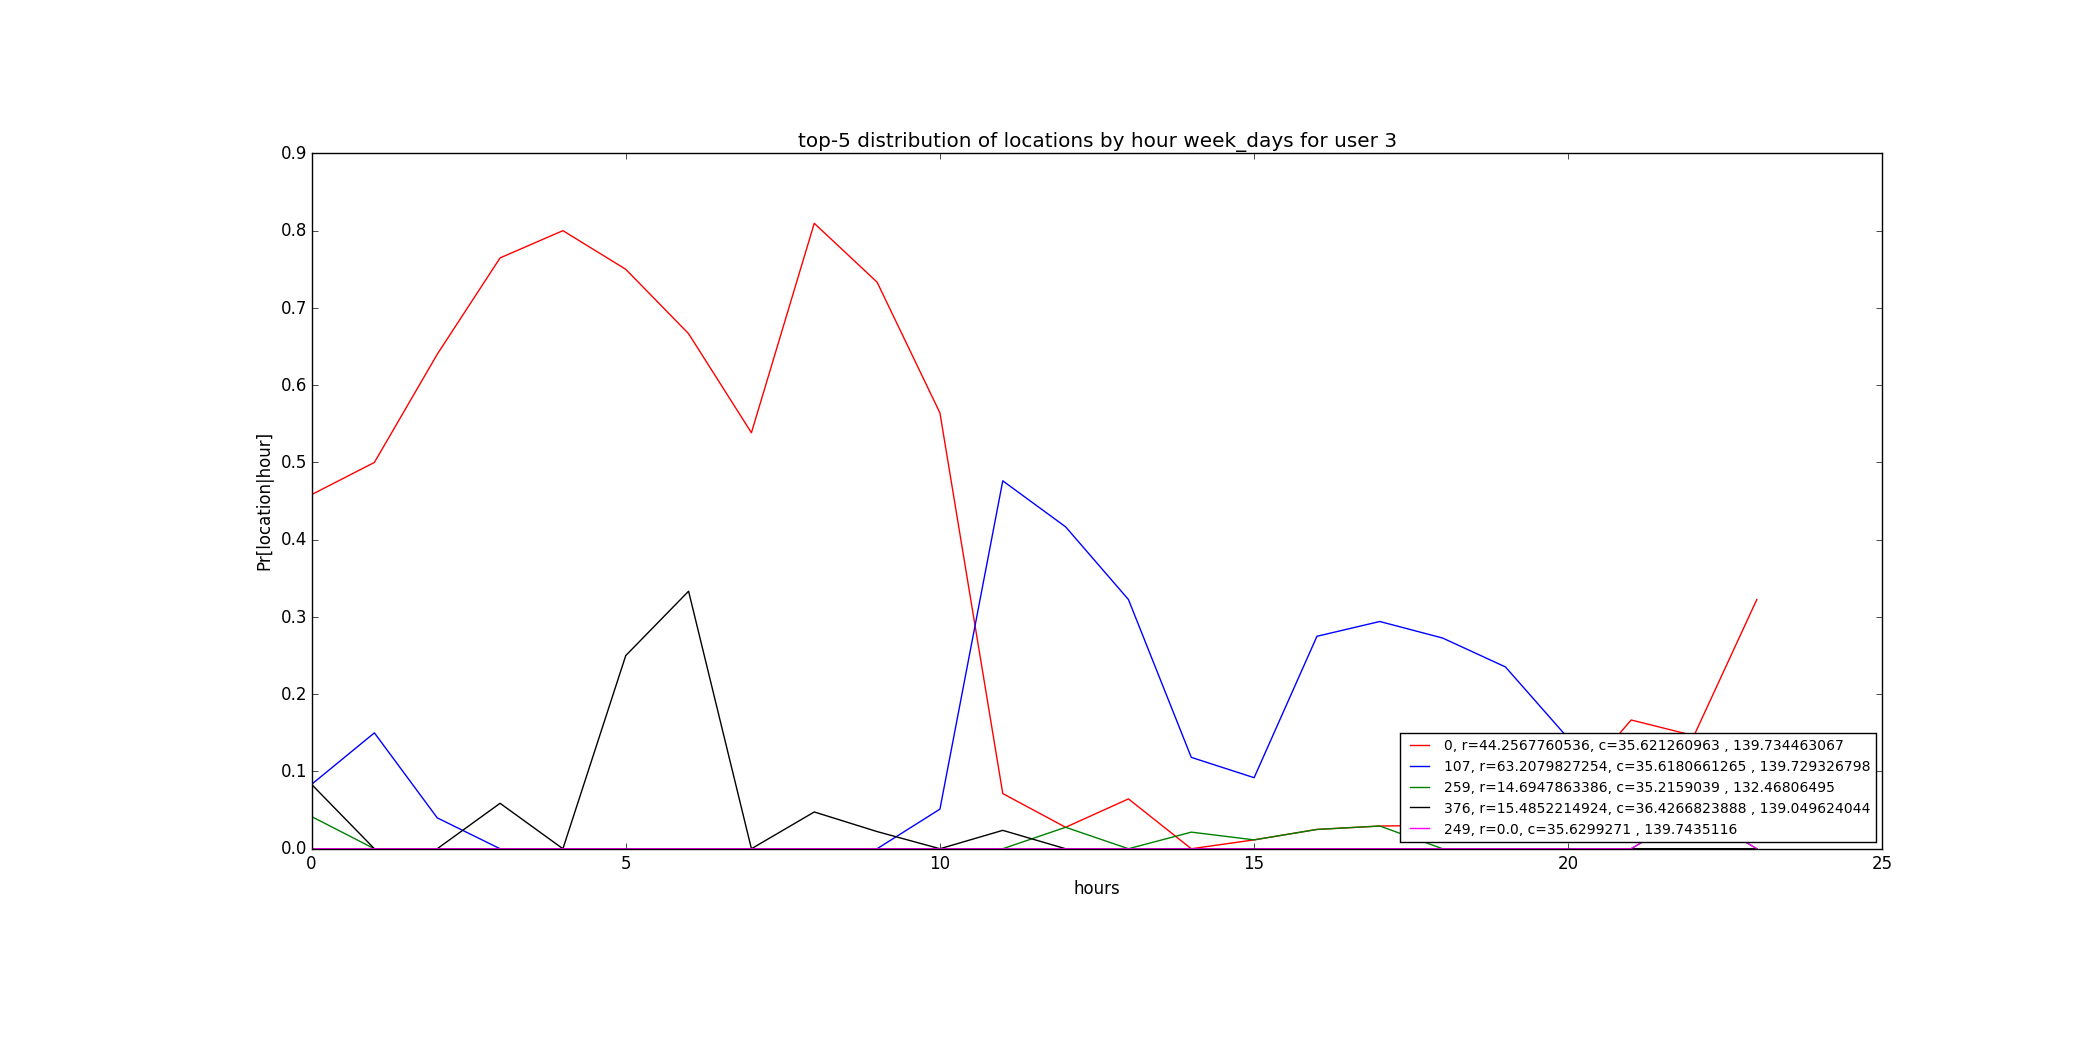 top-5 distribution of locations by hour week_days for user 3
0.9
0.8
0.7
0.6
0.5
0.4
0.3
0.2
0.1
0.0
Pr[location|hour]
0, r=44.2567760536, c=35.621260963 , 139.734463067
107, r=63.2079827254, c=35.6180661265 , 139.729326798
259, r=14.6947863386, c=35.2159039 , 132.46806495
376, r=15.4852214924, c=36.4266823888 , 139.049624044
249, r=0.0, c=35.6299271 , 139.7435116
0 5 10 15 20 25
hours